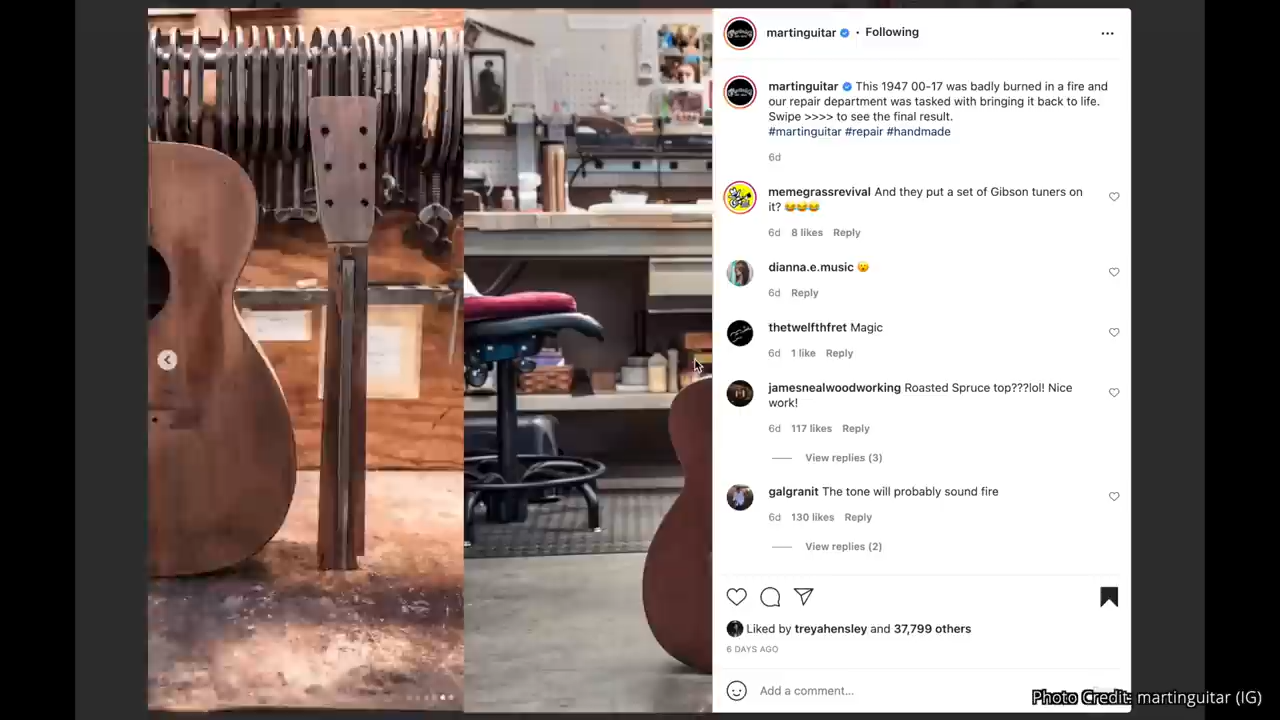 martinguitar • Following
martinguitar This 1947 00-17 was badly burned in a fire and
our repair department was tasked with bringing it back to life.
Swipe >>>> to see the final result.
#martinguitar #repair #handmade
6d
memegrassrevival And they put a set of Gibson tuners on
it? 😂😂😂
6d 8 likes Reply
dianna.e.music 😮
6d Reply
thetwelfthfret Magic
6d 1 like Reply
jamesnealwoodworking Roasted Spruce top???lol! Nice
work!
6d 117 likes Reply
View replies (3)
galgranit The tone will probably sound fire
6d 130 likes Reply
View replies (2)
Liked by treyahensley and 37,799 others
6 DAYS AGO
Add a comment...
Photo Credit: martinguitar (IG)